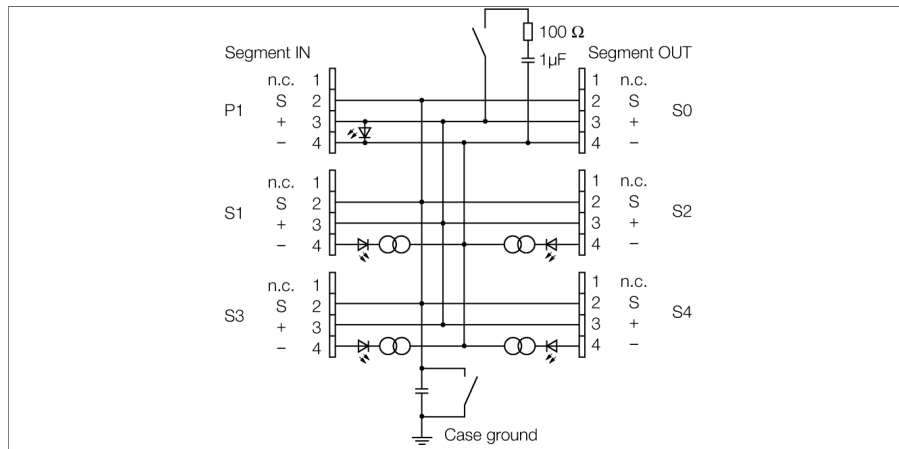 100 Ω
1µF
Segment IN
Segment OUT
P1
n.c. 1
S 2
+ 3
– 4
1 n.c.
2 S
3 +
4 –
S0
S1
n.c. 1
S 2
+ 3
– 4
1 n.c.
2 S
3 +
4 –
S2
S3
n.c. 1
S 2
+ 3
– 4
1 n.c.
2 S
3 +
4 –
S4
Case ground